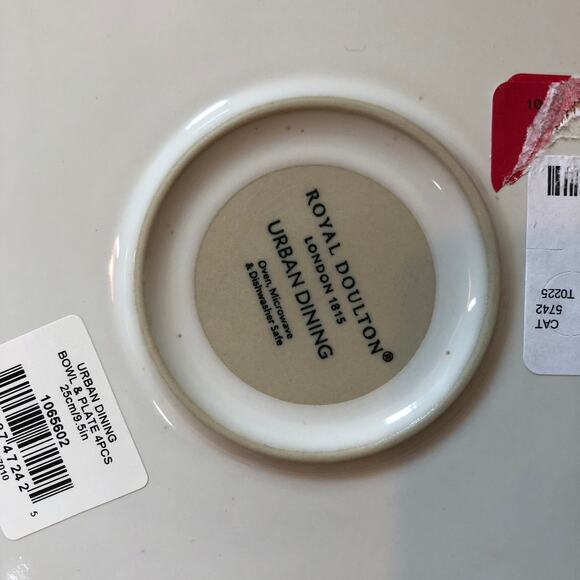 ROYAL DOULTON®
LONDON 1815
URBAN DINING
Oven, Microwave
& Dishwasher Safe
URBAN DINING
BOWL & PLATE 4PCS
25cm/9.5in
1065602
7010
CAT
5742
T0225